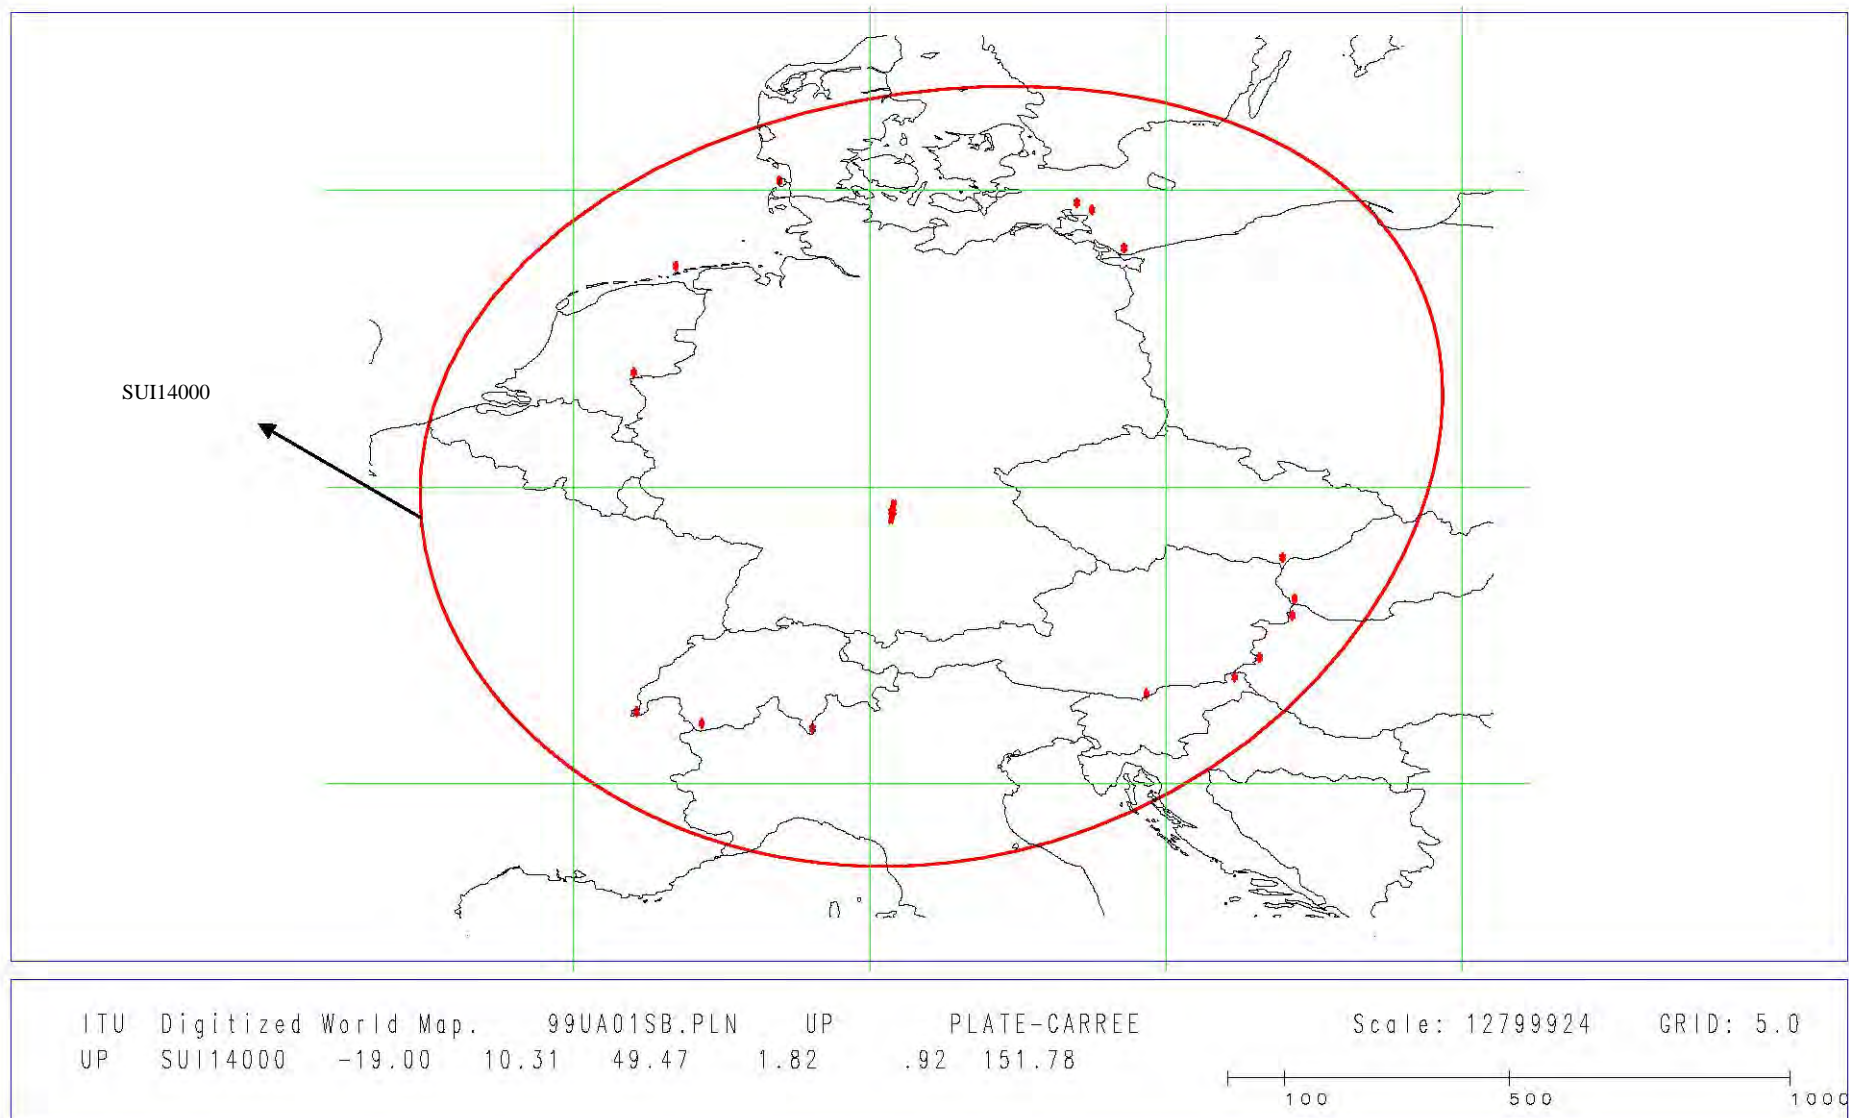 SUI14000
ITU Digitized World Map. 99UA01SB.PLN UP PLATE-CARREE Scale: 12799924 GRID: 5.0
UP SUI14000 -19.00 10.31 49.47 1.82 .92 151.78
100 500 1000